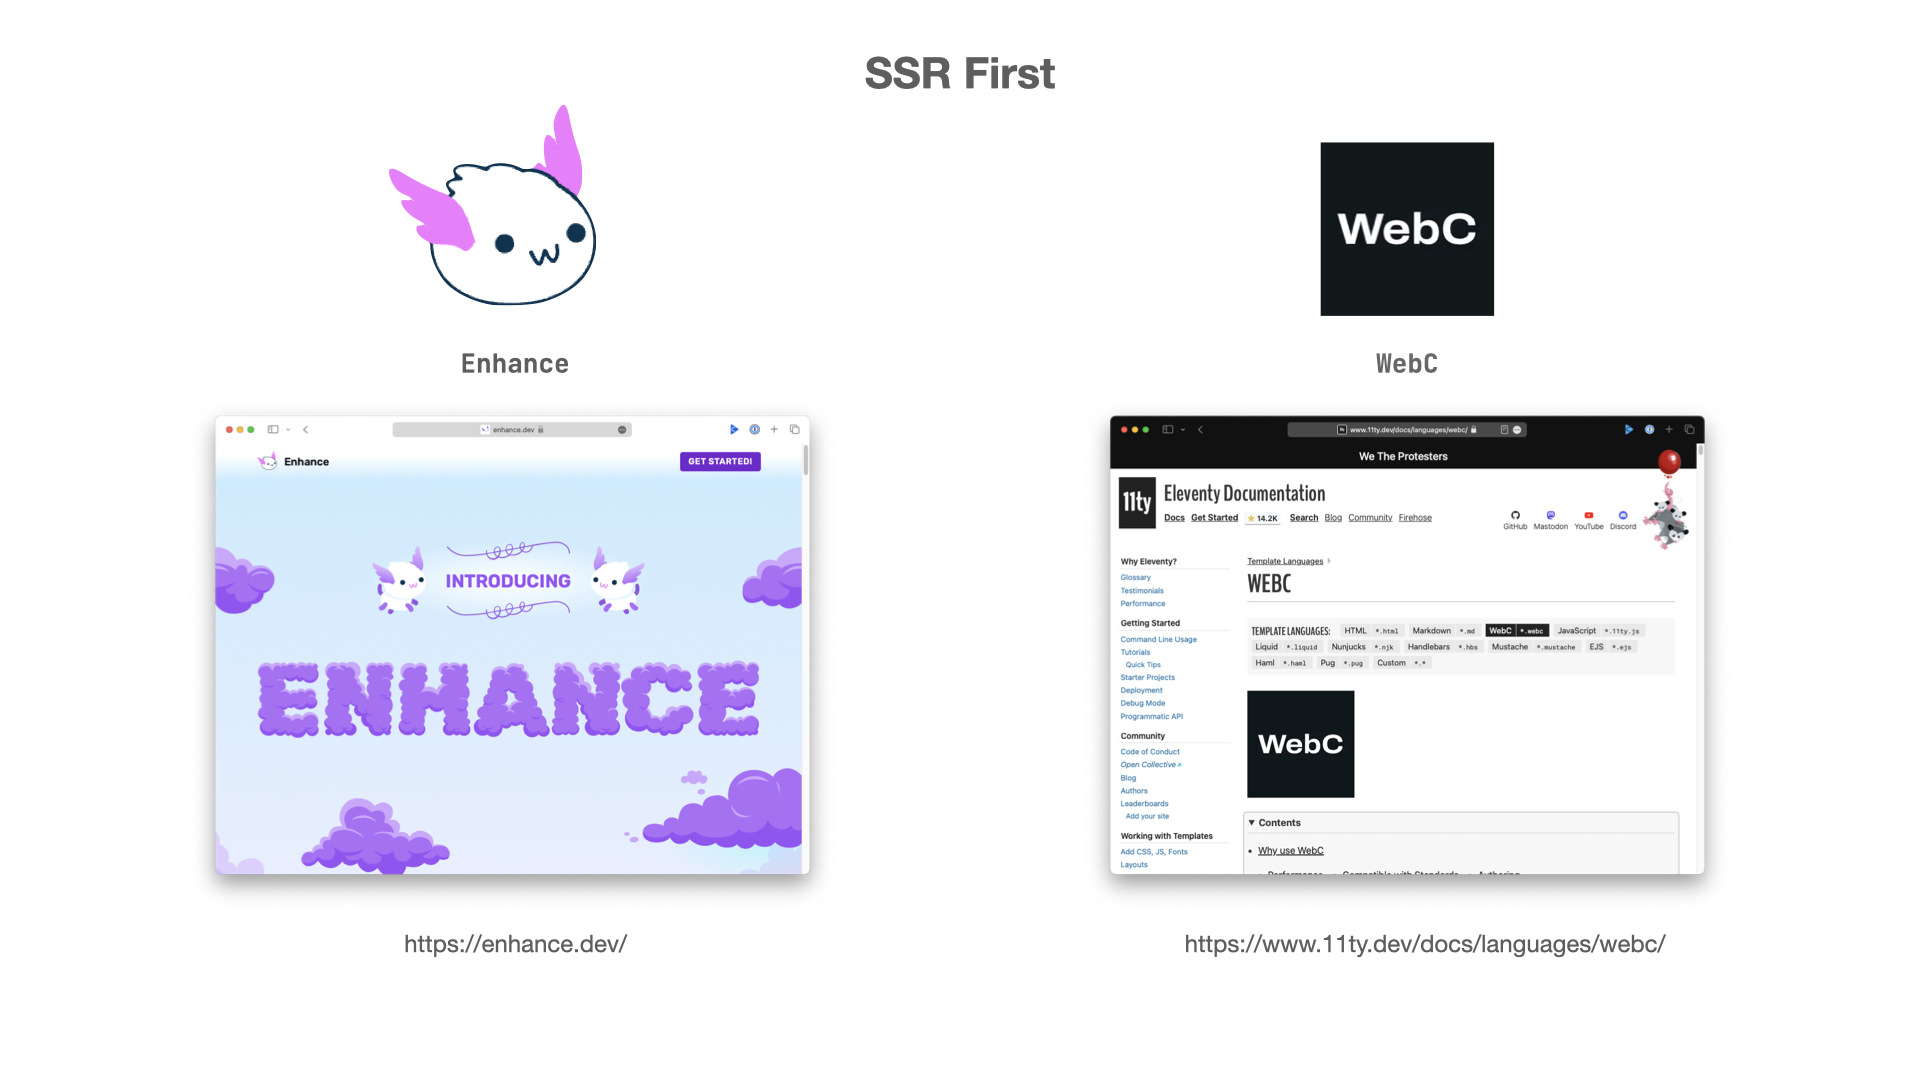 SSR First
WebC
Enhance
WebC
enhance.dev
Enhance
GET STARTED!
INTRODUCING
ENHANCE
https://enhance.dev/
www.11ty.dev/docs/languages/webc/
We The Protesters
11ty
Eleventy Documentation
Docs Get Started ★ 14.2K Search Blog Community Firehose
GitHub Mastodon YouTube Discord
Why Eleventy?
Glossary
Testimonials
Performance
Getting Started
Command Line Usage
Tutorials
Quick Tips
Starter Projects
Deployment
Debug Mode
Programmatic API
Community
Code of Conduct
Open Collective ↗
Blog
Authors
Leaderboards
Add your site
Working with Templates
Add CSS, JS, Fonts
Layouts
Template Languages
WEBC
TEMPLATE LANGUAGES: HTML *.html Markdown *.md WebC *.webc JavaScript *.11ty.js
Liquid *.liquid Nunjucks *.njk Handlebars *.hbs Mustache *.mustache EJS *.ejs
Haml *.haml Pug *.pug Custom *.*
WebC
▼ Contents
• Why use WebC
Performance Compatible with Standards Authoring
https://www.11ty.dev/docs/languages/webc/